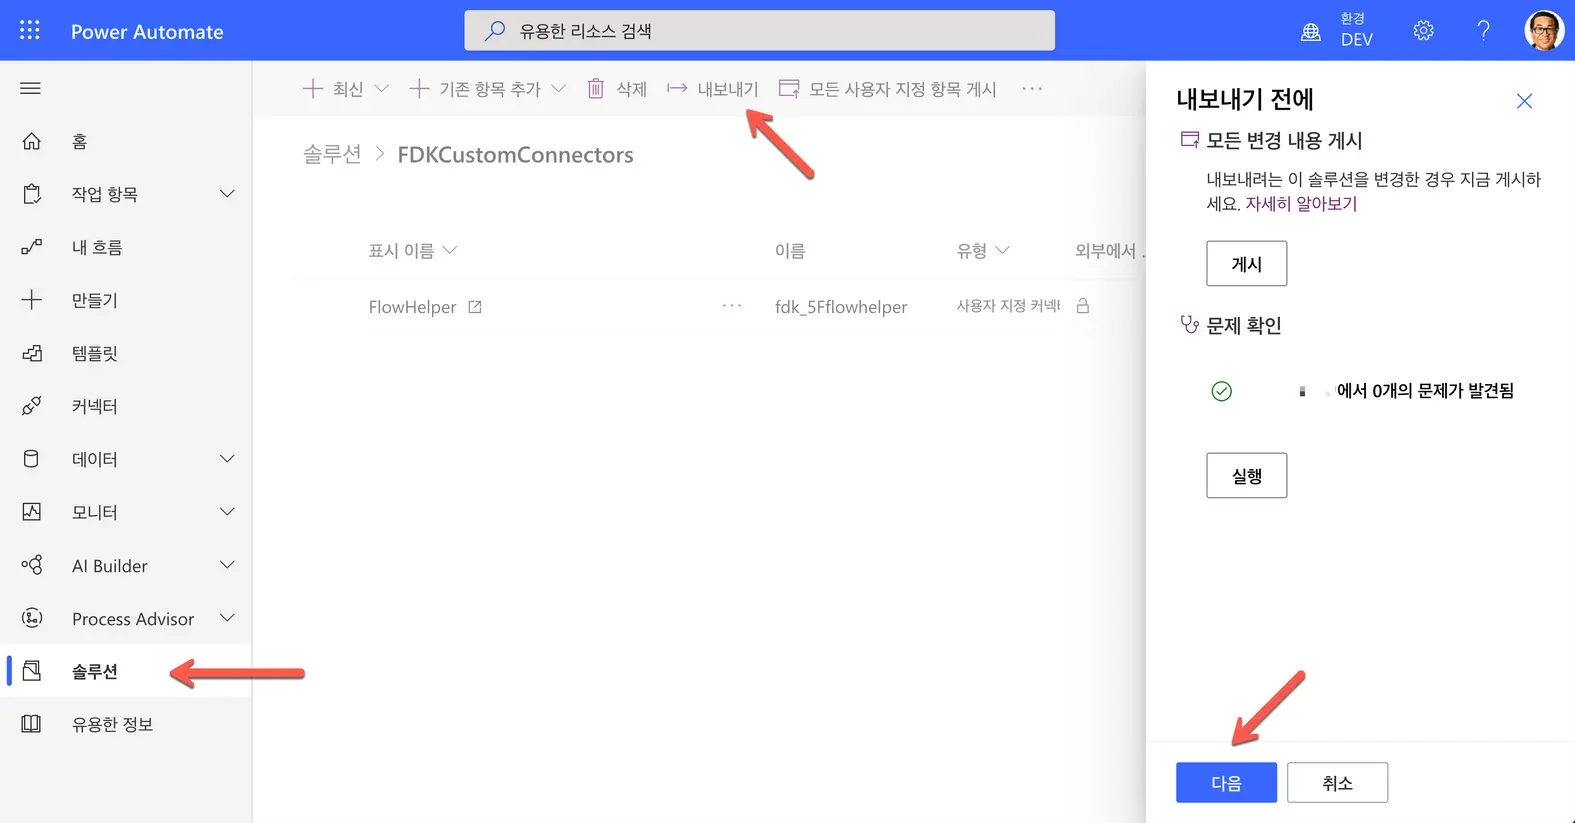 Power Automate
유용한 리소스 검색
환경
DEV
홈
작업 항목
내 흐름
만들기
템플릿
커넥터
데이터
모니터
AI Builder
Process Advisor
솔루션
유용한 정보
최신
기존 항목 추가
삭제
내보내기
모든 사용자 지정 항목 게시
솔루션 > FDKCustomConnectors
표시 이름 이름 유형 외부에서 .
FlowHelper fdk_5Fflowhelper 사용자 지정
내보내기 전에
모든 변경 내용 게시
내보내려는 이 솔루션을 변경한 경우 지금 게시하
세요. 자세히 알아보기
게시
문제 확인
에서 0개의 문제가 발견됨
실행
다음
취소